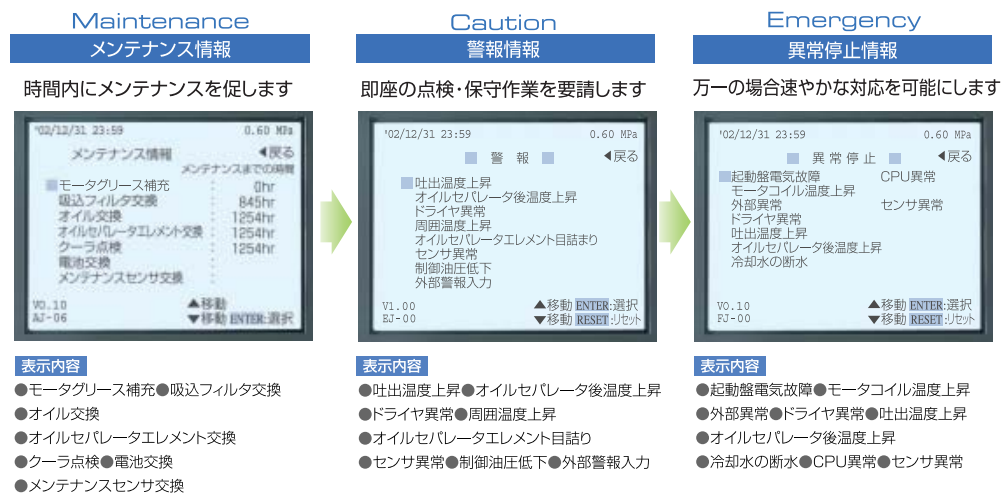 Maintenance
メンテナンス情報
時間内にメンテナンスを促します
'02/12/31 23:59 0.60 MPa
メンテナンス情報 ◀戻る
メンテナンスまでの時間
モータグリース補充 : 0hr
吸込フィルタ交換 : 845hr
オイル交換 : 1254hr
オイルセパレータエレメント交換 : 1254hr
クーラ点検 : 1254hr
電池交換 :
メンテナンスセンサ交換 :
V0.10 ▲移動
AJ-06 ▼移動 ENTER:選択
表示内容
●モータグリース補充●吸込フィルタ交換
●オイル交換
●オイルセパレータエレメント交換
●クーラ点検●電池交換
●メンテナンスセンサ交換
Caution
警報情報
即座の点検・保守作業を要請します
'02/12/31 23:59 0.60 MPa
警 報 ◀戻る
吐出温度上昇
オイルセパレータ後温度上昇
ドライヤ異常
周囲温度上昇
オイルセパレータエレメント目詰まり
センサ異常
制御油圧低下
外部警報入力
V1.00 ▲移動 ENTER:選択
EJ-00 ▼移動 RESET:リセット
表示内容
●吐出温度上昇●オイルセパレータ後温度上昇
●ドライヤ異常●周囲温度上昇
●オイルセパレータエレメント目詰り
●センサ異常●制御油圧低下●外部警報入力
Emergency
異常停止情報
万一の場合速やかな対応を可能にします
'02/12/31 23:59 0.60 MPa
異常停止 ◀戻る
起動盤電気故障 CPU異常
モータコイル温度上昇
外部異常 センサ異常
ドライヤ異常
吐出温度上昇
オイルセパレータ後温度上昇
冷却水の断水
V0.10 ▲移動 ENTER:選択
FJ-00 ▼移動 RESET:リセット
表示内容
●起動盤電気故障●モータコイル温度上昇
●外部異常●ドライヤ異常●吐出温度上昇
●オイルセパレータ後温度上昇
●冷却水の断水●CPU異常●センサ異常